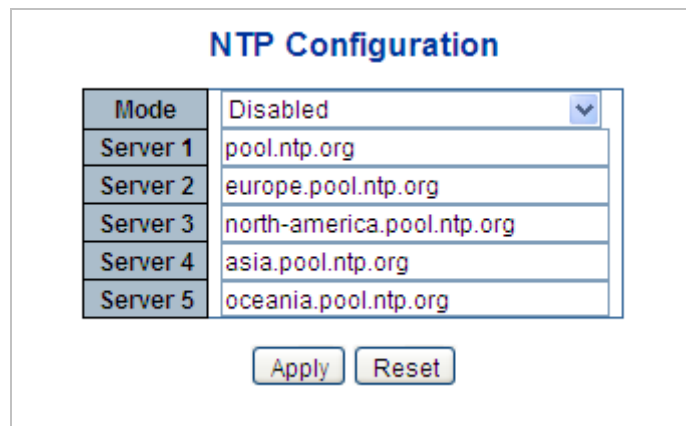 NTP Configuration
Mode Disabled
Server 1 pool.ntp.org
Server 2 europe.pool.ntp.org
Server 3 north-america.pool.ntp.org
Server 4 asia.pool.ntp.org
Server 5 oceania.pool.ntp.org
Apply Reset